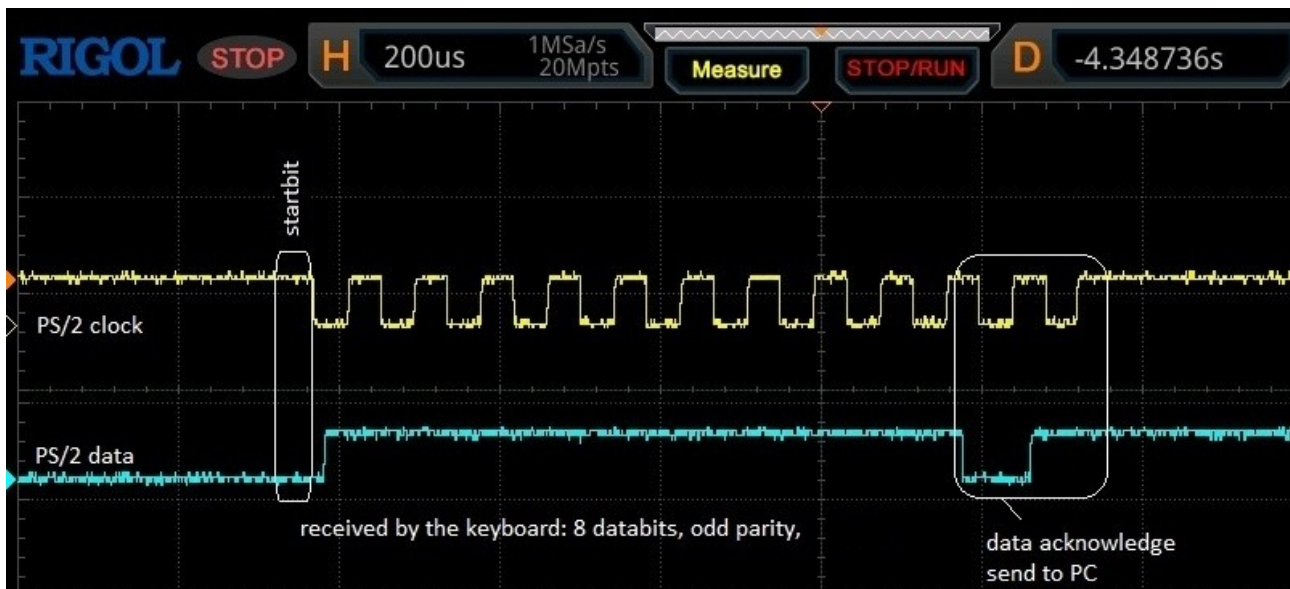 RIGOL STOP H 200us 1MSa/s 20Mpts Measure STOP/RUN D -4.348736s
startbit
PS/2 clock
PS/2 data
received by the keyboard: 8 databits, odd parity,
data acknowledge
send to PC